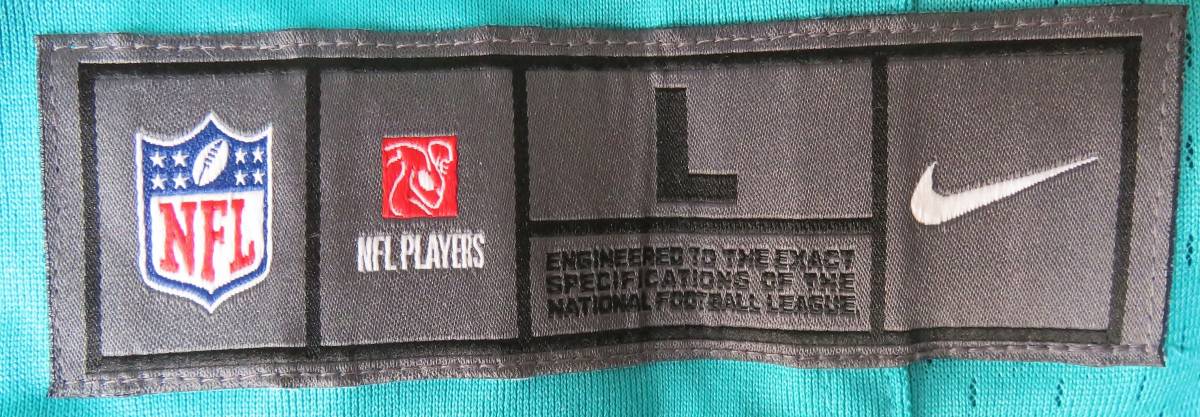 NFL
NFL PLAYERS
L
ENGINEERED TO THE EXACT
SPECIFICATIONS OF THE
NATIONAL FOOTBALL LEAGUE